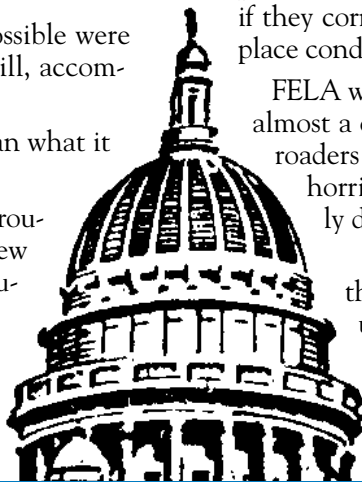 ossible were
ill, accom-
an what it
rou-
ew
u-
if they corr
place cond
FELA w
almost a c
roaders
horri
ly d
th
u